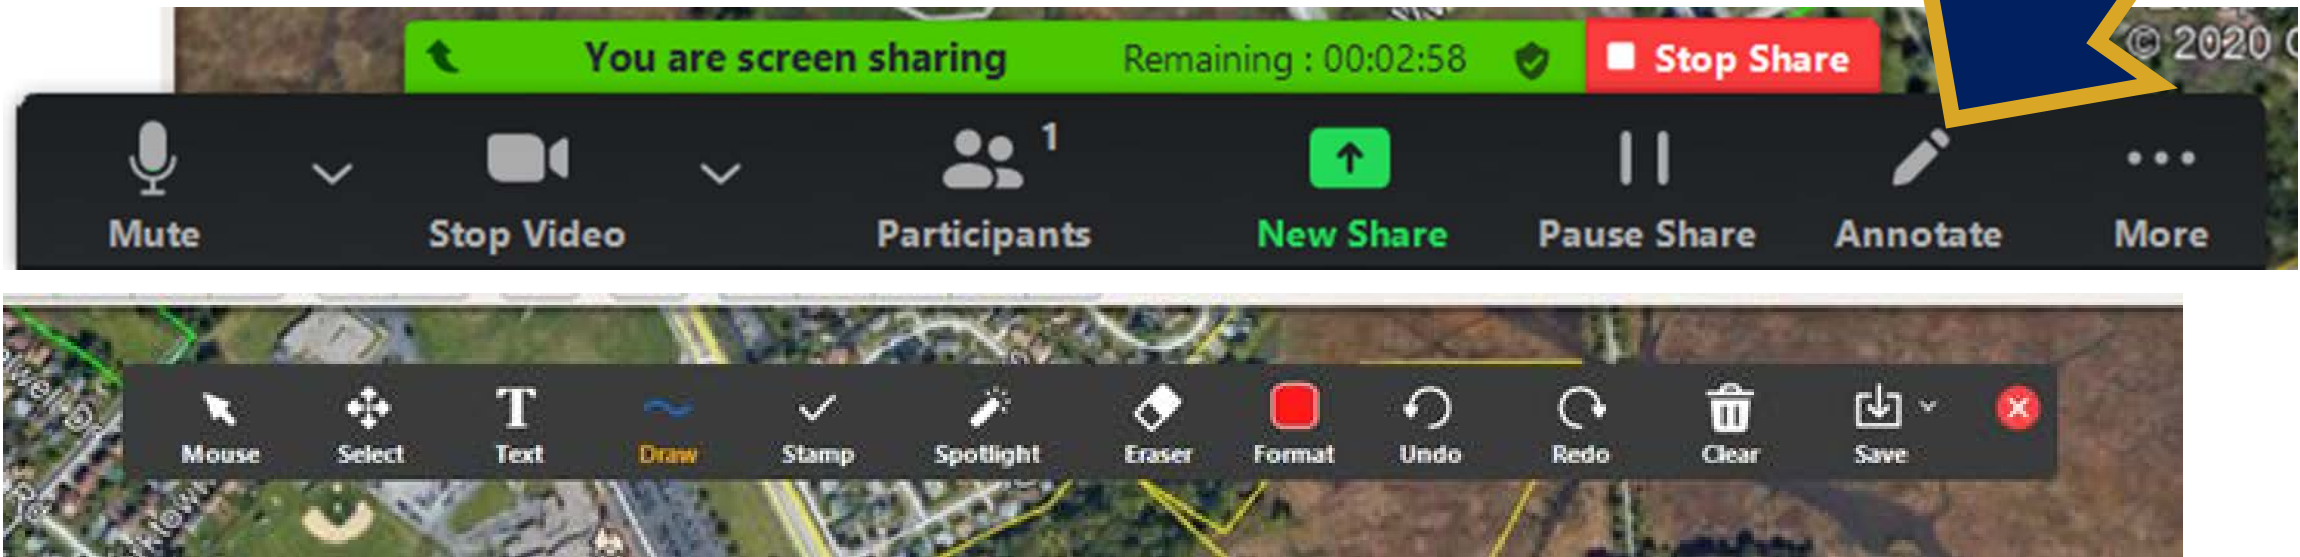 You are screen sharing Remaining : 00:02:58 Stop Share
© 2020
1
Mute Stop Video Participants New Share Pause Share Annotate More
T
Mouse Select Text Draw Stamp Spotlight Eraser Format Undo Redo Clear Save